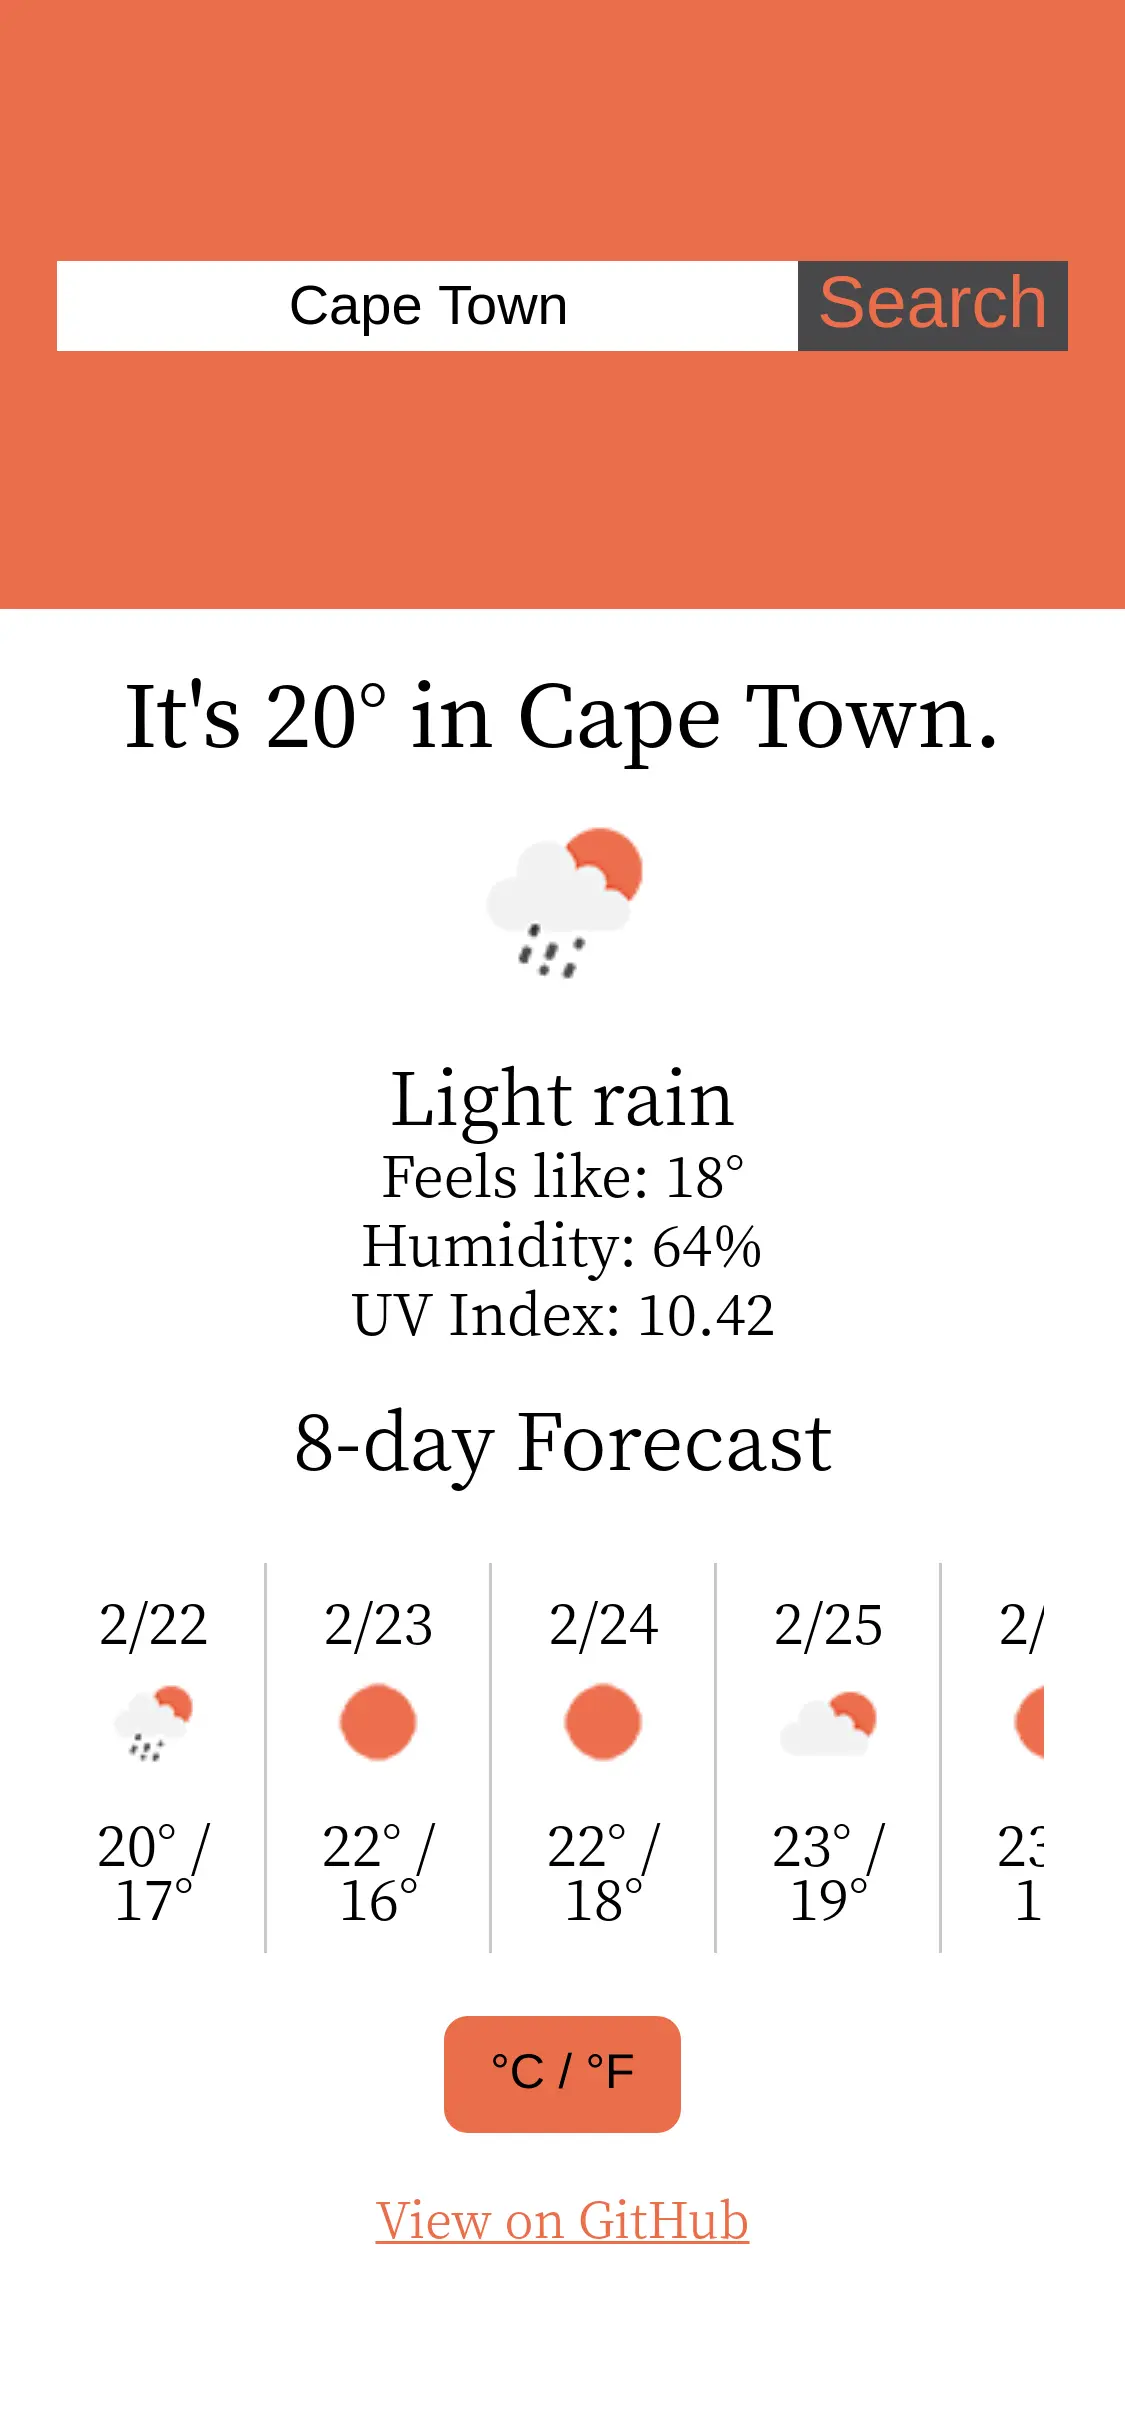 Cape Town
Search
It's 20° in Cape Town.
Light rain
Feels like: 18°
Humidity: 64%
UV Index: 10.42
8-day Forecast
2/22 2/23 2/24 2/25 2/
20° / 22° / 22° / 23° / 23
17° 16° 18° 19° 1
°C / °F
View on GitHub